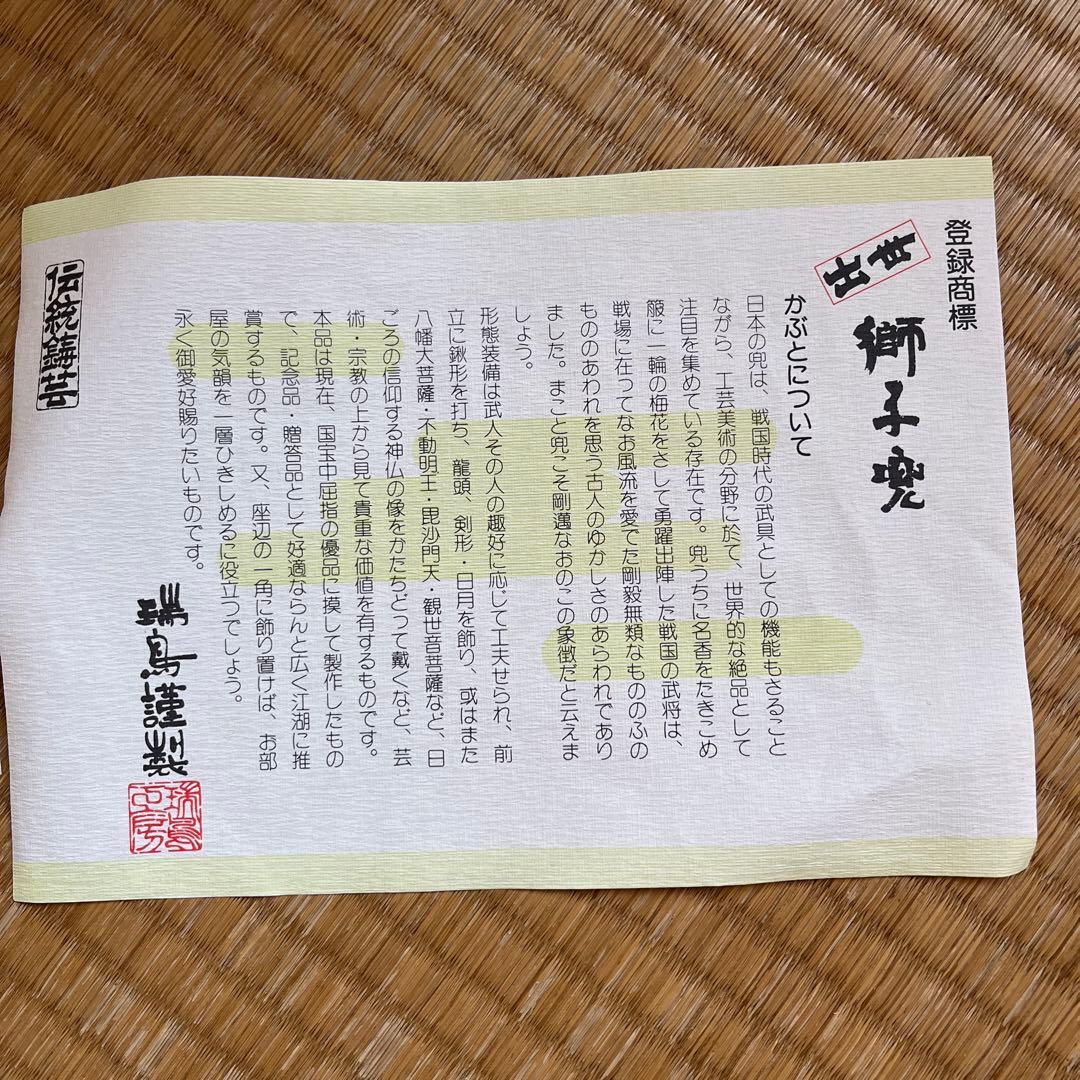 登録商標
獅子兜
かぶとについて
日本の兜は、戦国時代の武具としての機能もさること
ながら、工芸美術の分野に於て、世界的な絶品として
注目を集めている存在です。兜うちに名香をたきこめ
箙に一輪の梅花をさして勇躍出陣した戦国の武将は、
戦場に在ってなお風流を愛でた剛毅無類なもののふの
もののあわれを思う古人のゆかしさのあらわれであり
ました。まこと兜こそ剛邁なおのこの象徴だと云えま
しょう。
形態装備は武人その人の趣好に応じて工夫せられ、前
立に鍬形を打ち、龍頭、剣形・日月を飾り、或はまた
八幡大菩薩・不動明王・毘沙門天・観世音菩薩など、日
ごろの信仰する神仏の像をかたちどって戴くなど、芸
術・宗教の上から見て貴重な価値を有するものです。
本品は現在、国宝中屈指の優品に摸して製作したもの
で、記念品・贈答品として好適ならんと広く江湖に推
賞するものです。又、座辺の一角に飾り置けば、お部
屋の気韻を一層ひきしめるに役立つでしょう。
永く御愛好賜りたいものです。
瑞鳥謹製
伝統鋳芸